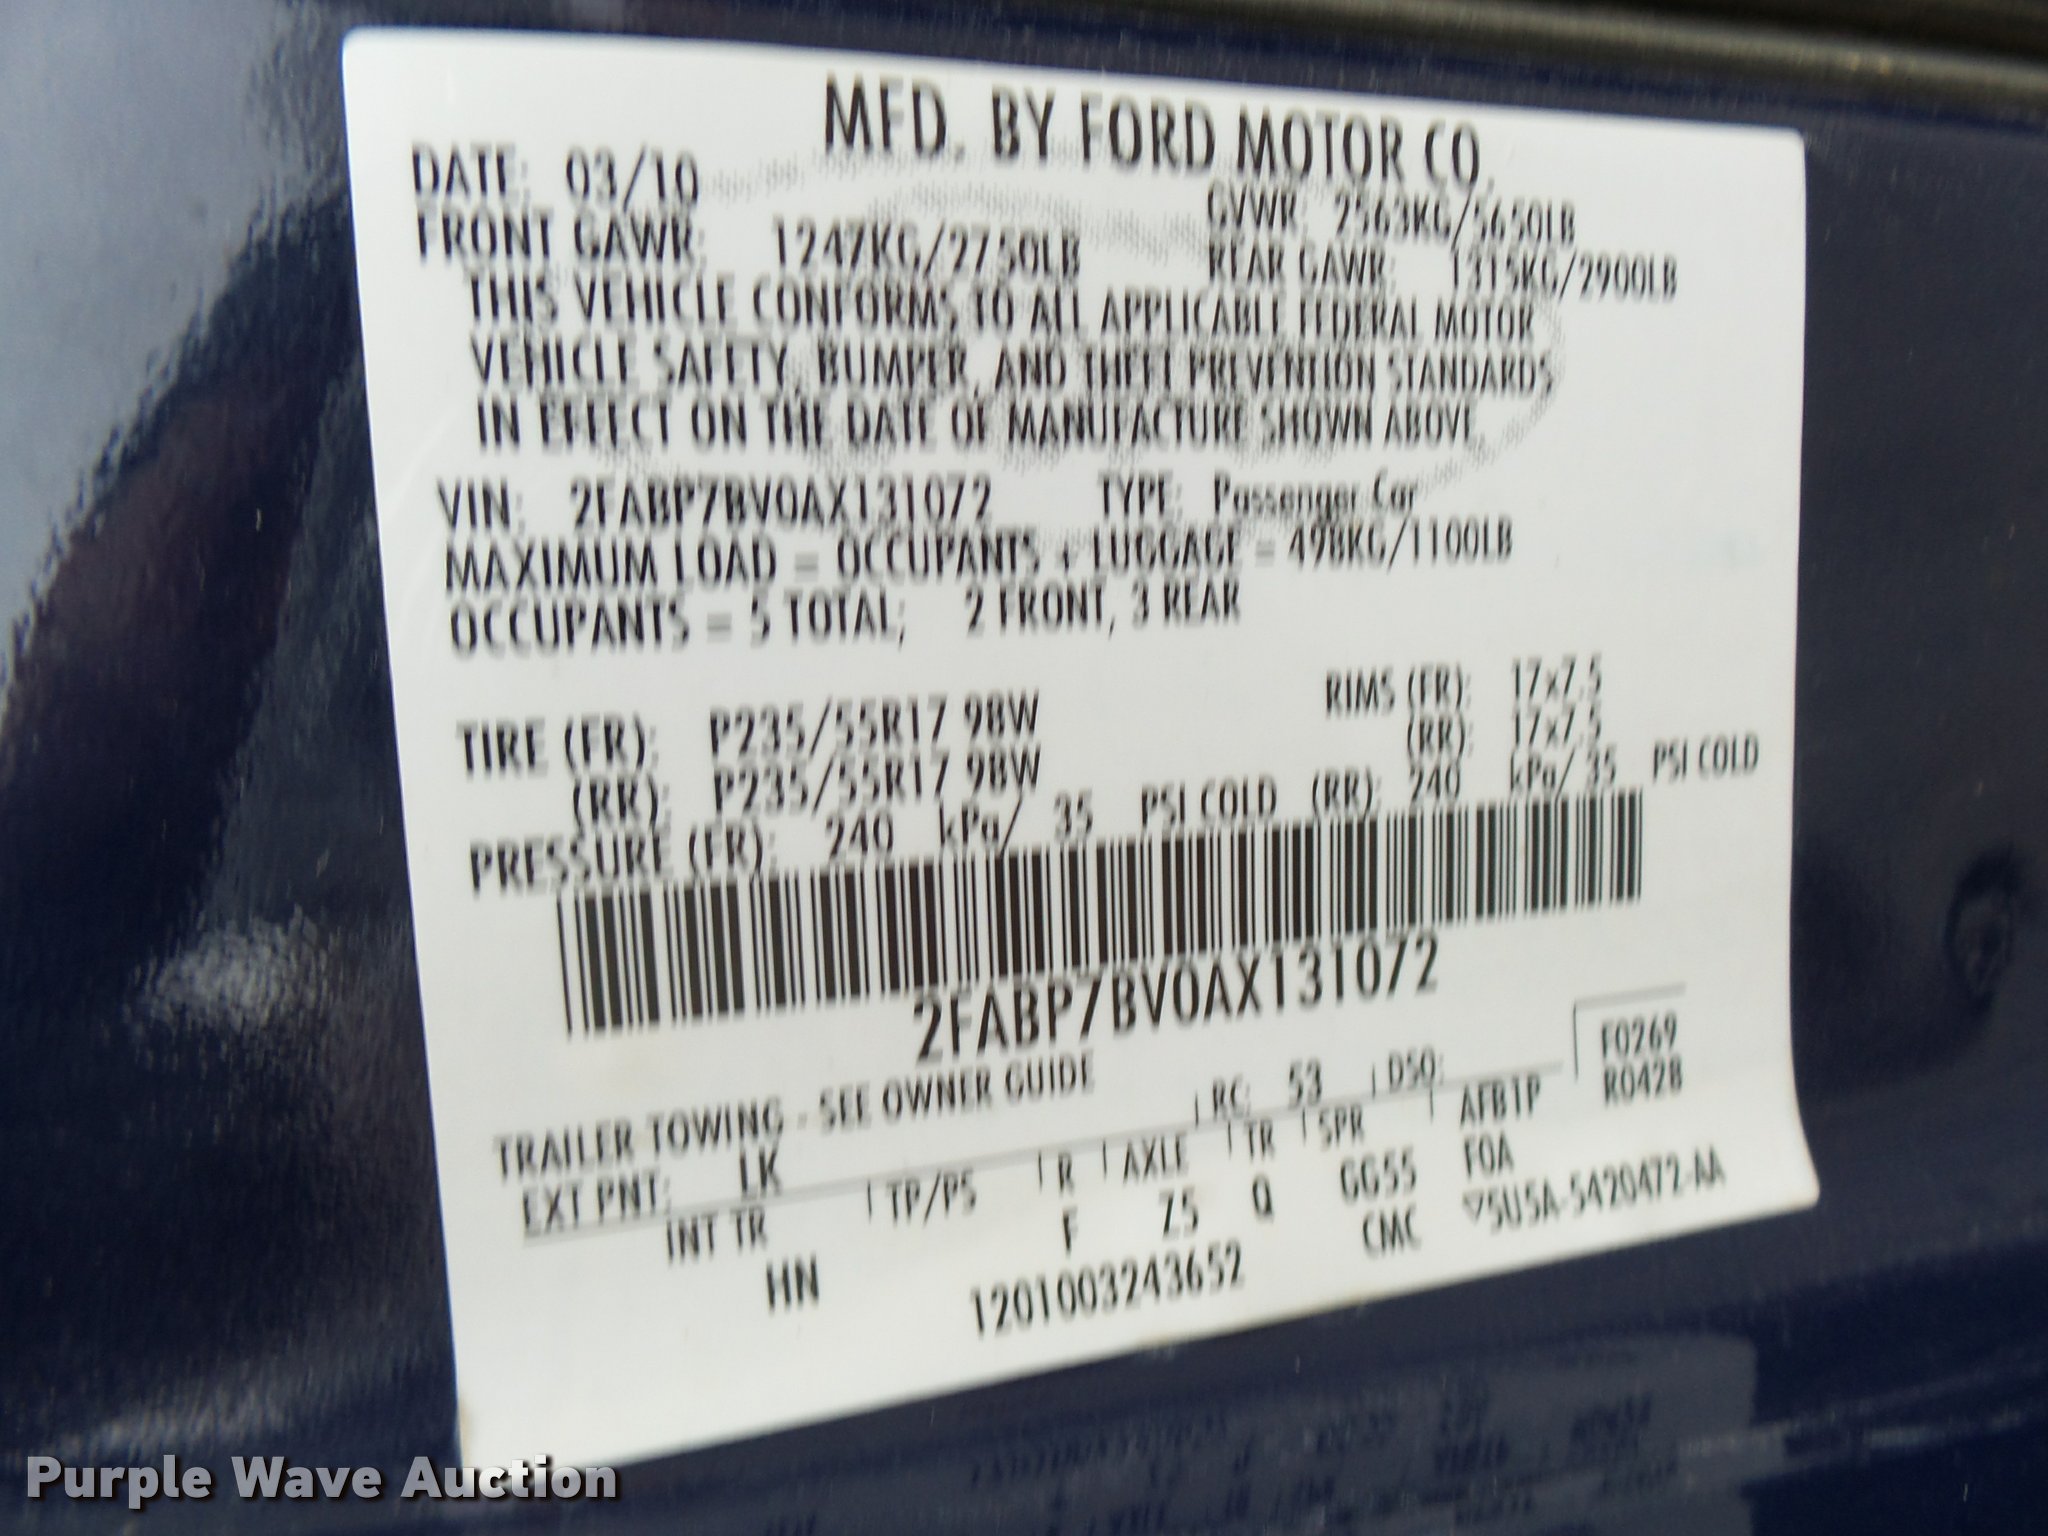 MFD. BY FORD MOTOR CO.
DATE: 03/10 GVWR: 2563KG/5650LB
FRONT GAWR: 1247KG/2750LB REAR GAWR: 1315KG/2900LB
THIS VEHICLE CONFORMS TO ALL APPLICABLE FEDERAL MOTOR
VEHICLE SAFETY, BUMPER, AND THEFT PREVENTION STANDARDS
IN EFFECT ON THE DATE OF MANUFACTURE SHOWN ABOVE.
VIN: 2FABP7BV0AX131072 TYPE: Passenger Car
MAXIMUM LOAD = OCCUPANTS + LUGGAGE = 498KG/1100LB
OCCUPANTS = 5 TOTAL; 2 FRONT, 3 REAR
TIRE (FR): P235/55R17 98W RIMS (FR): 17x7.5
(RR): P235/55R17 98W (RR): 17x7.5
PRESSURE (FR): 240 kPa/ 35 PSI COLD (RR): 240 kPa/ 35 PSI COLD
2FABP7BV0AX131072
TRAILER TOWING - SEE OWNER GUIDE
EXT PNT: LK RC: 53 DSO: F0269
R0428
INT TR TP/PS R AXLE TR SPR AFBTP
HN F Z5 Q GG55 FOA
1201003243652 CMC ▽5U5A-5420472-AA
Purple Wave Auction